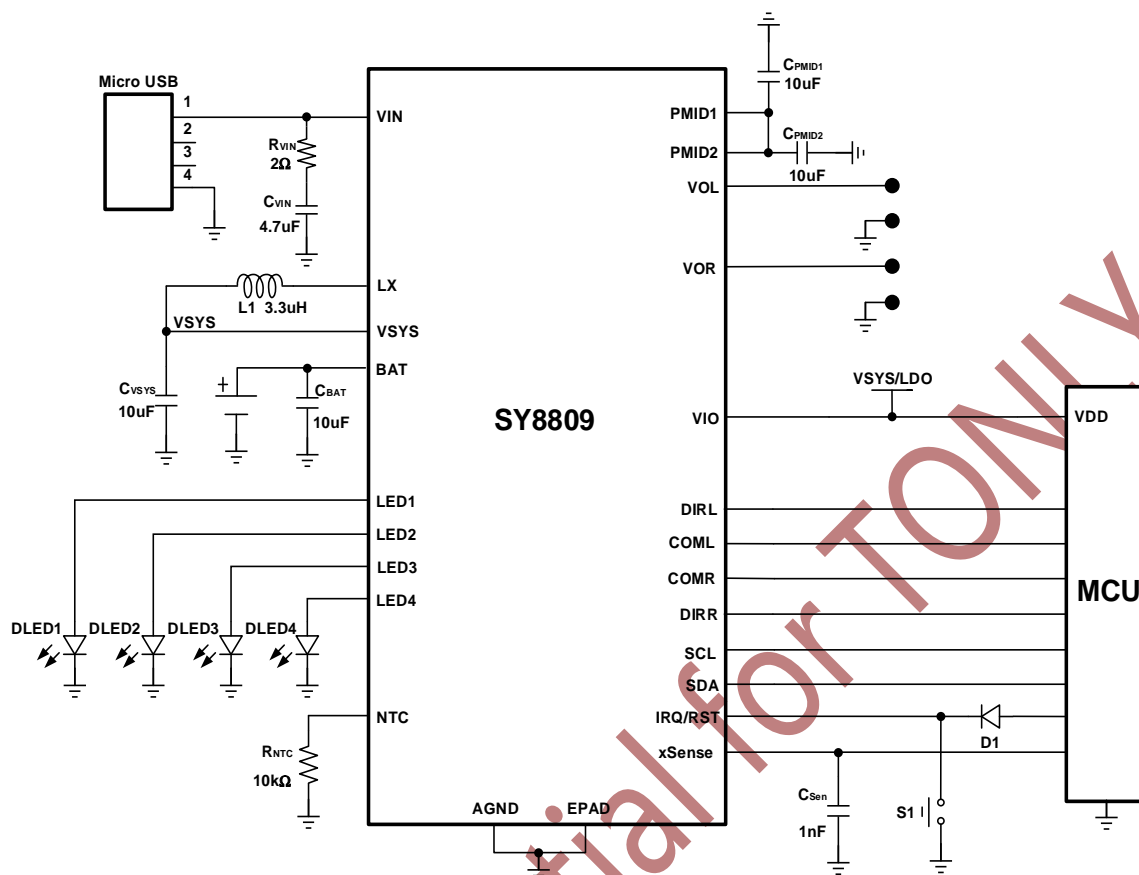 Micro USB
1
2
3
4
VIN
RVIN
2Ω
CVIN
4.7uF
LX
L1 3.3uH
VSYS
VSYS
BAT
CVSYS
10uF
+
CBAT
10uF
LED1
LED2
LED3
LED4
DLED1
DLED2
DLED3
DLED4
NTC
RNTC
10kΩ
AGND
EPAD
SY8809
PMID1
CPMID1
10uF
PMID2
CPMID2
10uF
VOL
VOR
VSYS/LDO
VIO
VDD
DIRL
COML
COMR
DIRR
SCL
SDA
IRQ/RST
xSense
D1
CSen
1nF
S1
MCU
tial for TONLY